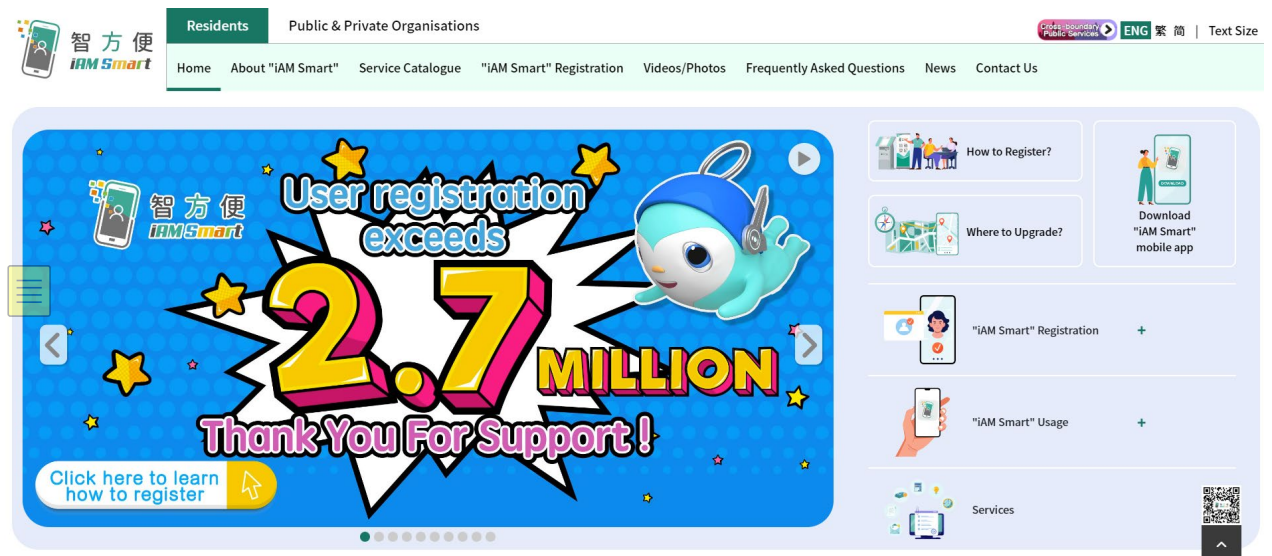 智方便
iAM Smart
Residents
Public & Private Organisations
Cross-boundary
Public Services
ENG 繁 简 | Text Size
Home
About "iAM Smart"
Service Catalogue
"iAM Smart" Registration
Videos/Photos
Frequently Asked Questions
News
Contact Us
智方便
iAM Smart
User registration
exceeds
2.7
MILLION
Thank You For Support!
Click here to learn
how to register
How to Register?
Where to Upgrade?
DOWNLOAD
Download
"iAM Smart"
mobile app
"iAM Smart" Registration +
"iAM Smart" Usage +
Services